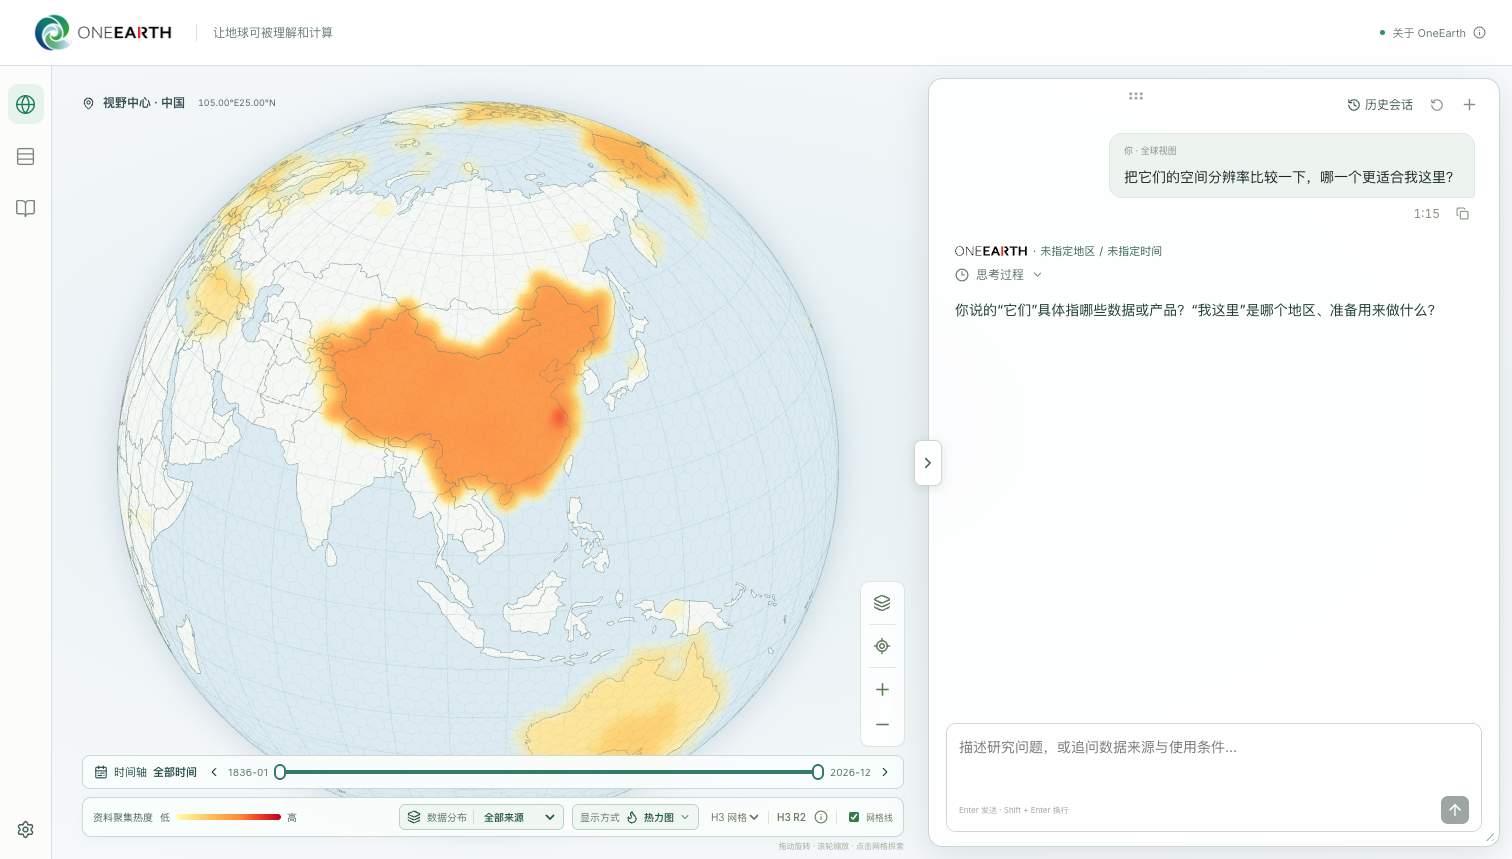 ONEEARTH
让地球可被理解和计算
关于 OneEarth
视野中心 · 中国 105.00°E25.00°N
历史会话
你 · 全球视图
把它们的空间分辨率比较一下，哪一个更适合我这里？
1:15
ONEEARTH · 未指定地区 / 未指定时间
思考过程
你说的“它们”具体指哪些数据或产品？“我这里”是哪个地区、准备用来做什么？
描述研究问题，或追问数据来源与使用条件...
Enter 发送 · Shift + Enter 换行
时间轴 全部时间 1836-01 2026-12
资料聚集热度 低 高 数据分布 全部来源 显示方式 热力图 H3 网格 H3 R2 网格线
拖动旋转 · 滚轮缩放 · 点击网格探索